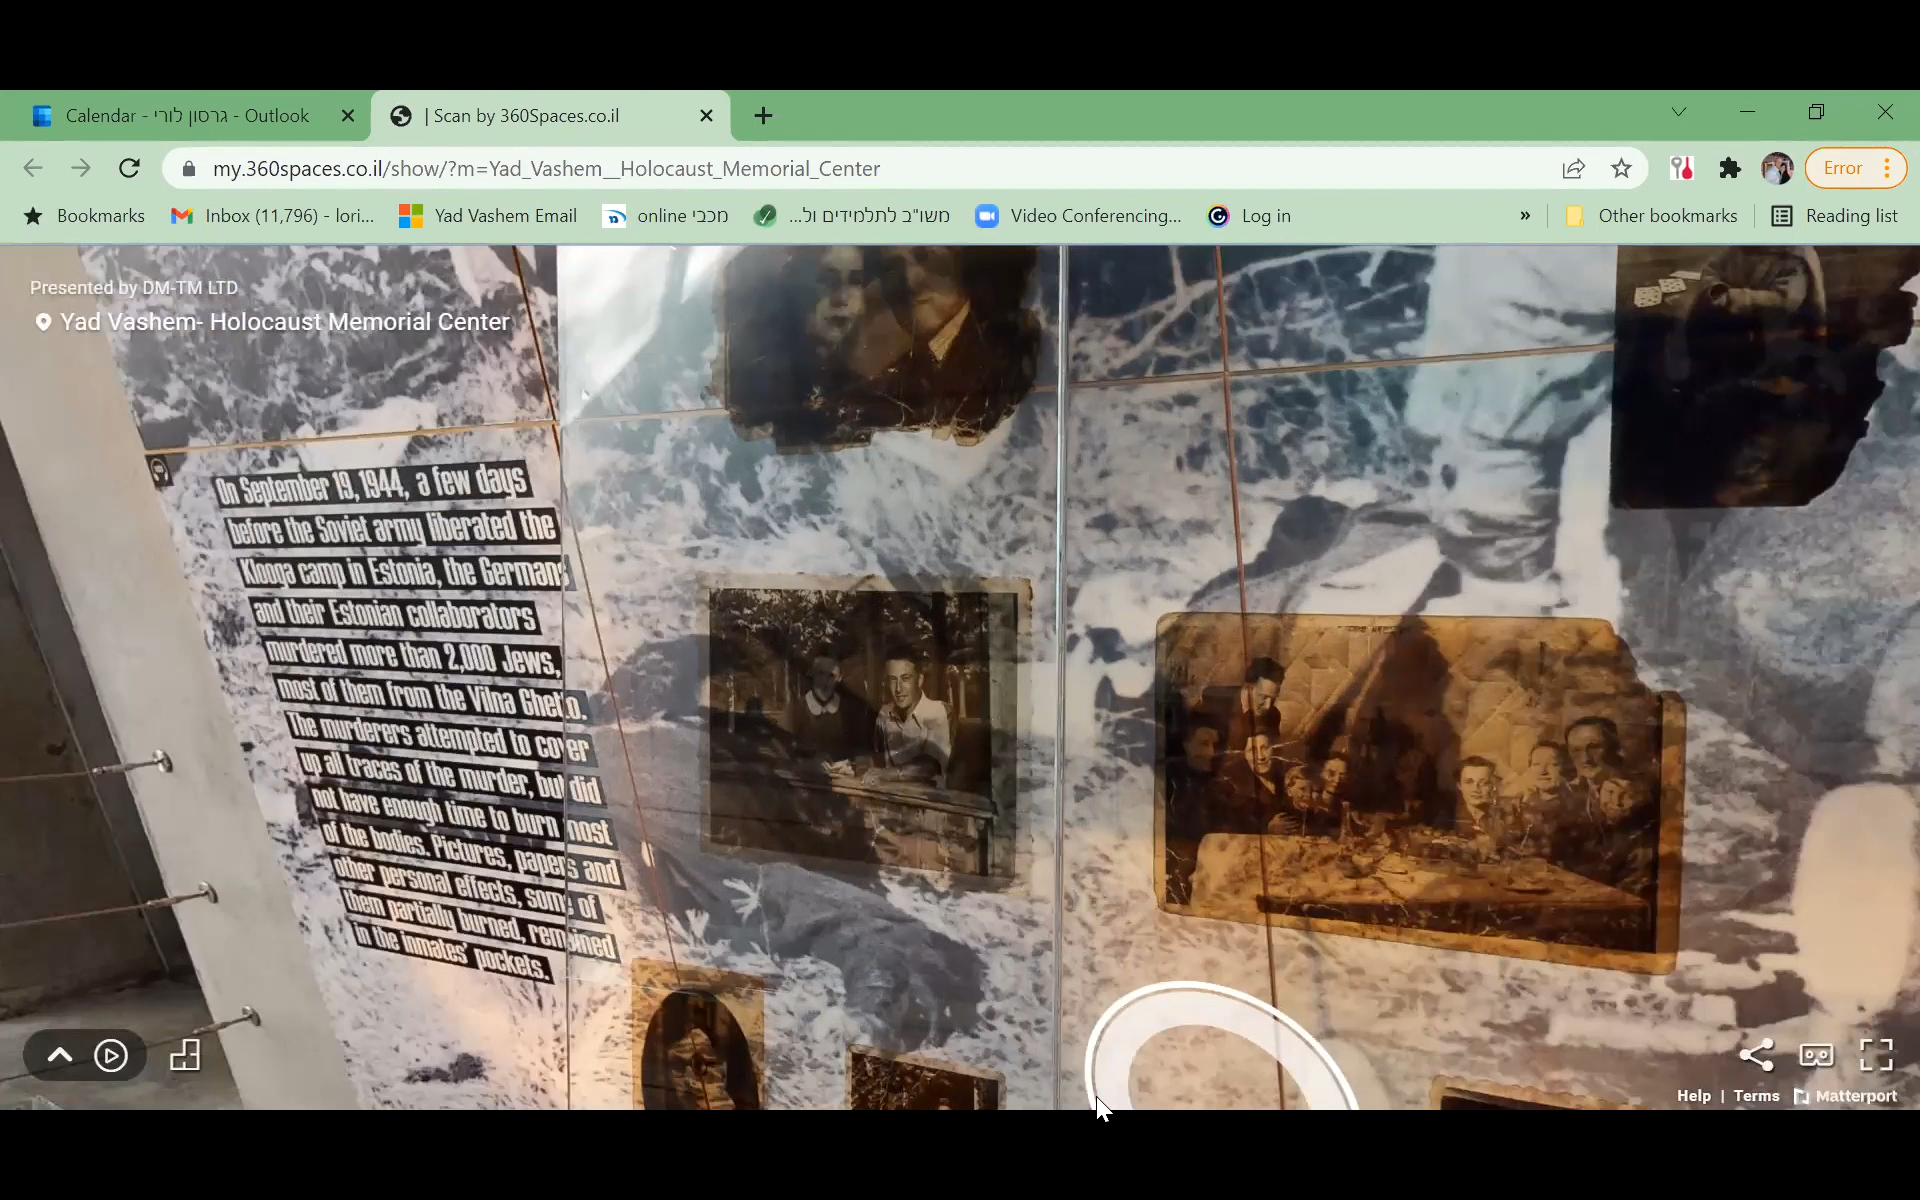 Calendar - גרסון לורי - Outlook
| Scan by 360Spaces.co.il
my.360spaces.co.il/show/?m=Yad_Vashem__Holocaust_Memorial_Center
Error
Bookmarks
Inbox (11,796) - lori...
Yad Vashem Email
online מכבי
משו"ב לתלמידים ול...
Video Conferencing...
Log in
»
Other bookmarks
Reading list
Presented by DM-TM LTD
Yad Vashem- Holocaust Memorial Center
On September 19, 1944, a few days
before the Soviet army liberated the
Klooga camp in Estonia, the Germans
and their Estonian collaborators
murdered more than 2,000 Jews,
most of them from the Vilna Ghetto.
The murderers attempted to cover
up all traces of the murder, but did
not have enough time to burn most
of the bodies. Pictures, papers and
other personal effects, some of
them partially burned, remained
in the inmates' pockets.
Help | Terms
Matterport